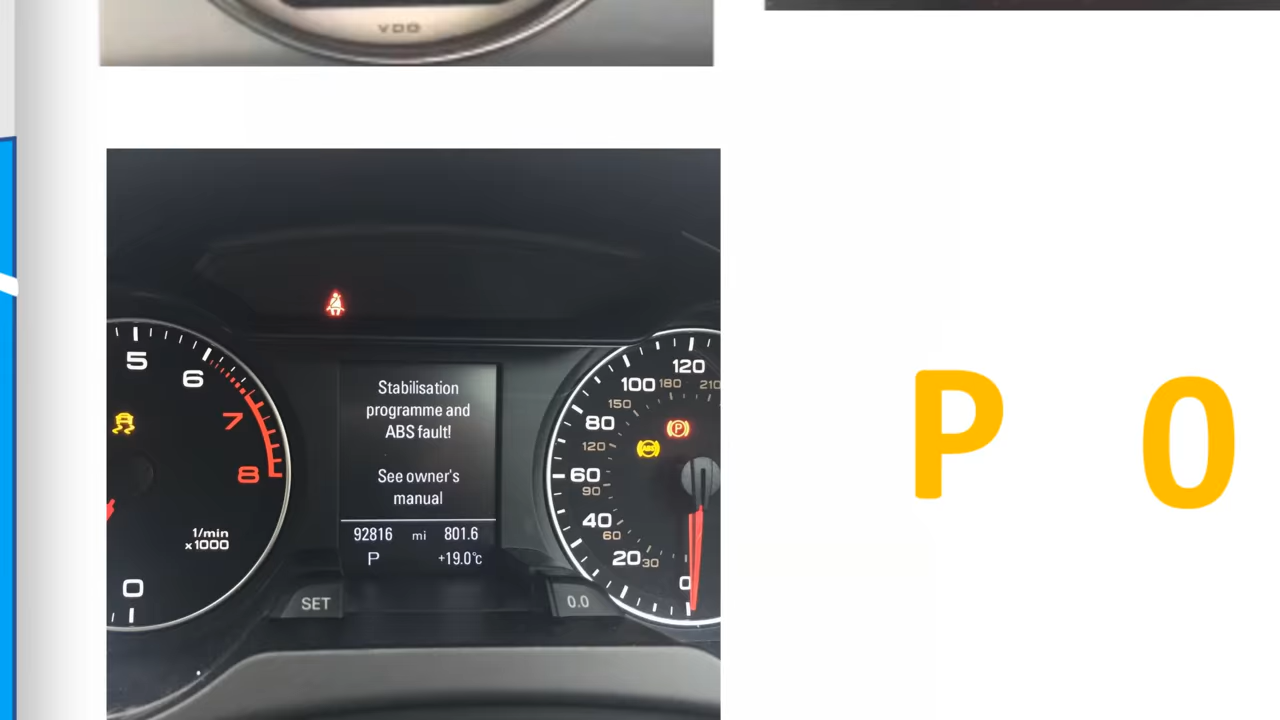 VDO
5
6
7
8
1/min
x1000
0
SET
Stabilisation
programme and
ABS fault!
See owner's
manual
92816 mi 801.6
P +19.0°c
0.0
120
100 180 210
150
80
120
60
90
40
60
20 30
0
P
ABS
P 0